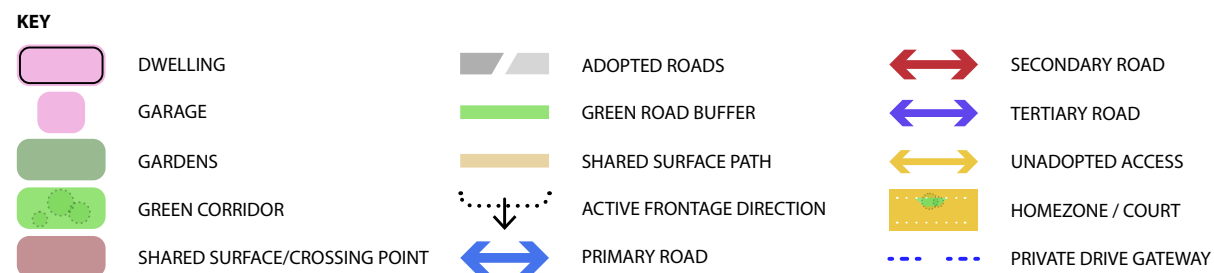 KEY
DWELLING
GARAGE
GARDENS
GREEN CORRIDOR
SHARED SURFACE/CROSSING POINT
ADOPTED ROADS
GREEN ROAD BUFFER
SHARED SURFACE PATH
ACTIVE FRONTAGE DIRECTION
PRIMARY ROAD
SECONDARY ROAD
TERTIARY ROAD
UNADOPTED ACCESS
HOMEZONE / COURT
PRIVATE DRIVE GATEWAY